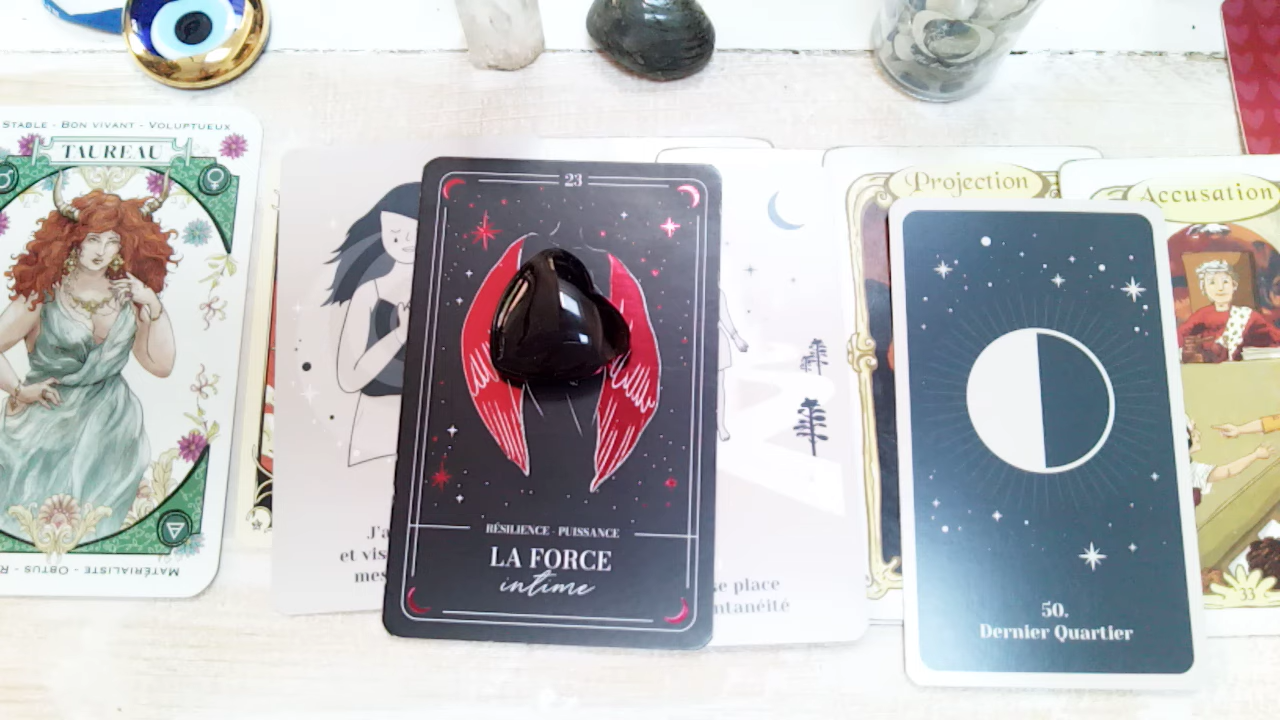 STABLE - BON VIVANT - VOLUPTUEUX
TAUREAU
MATÉRIALISTE - OBTUS - R
J'a
et vis
mes
23
RÉSILIENCE - PUISSANCE
LA FORCE
intime
se place
ntanéité
Projection
50.
Dernier Quartier
Accusation
33